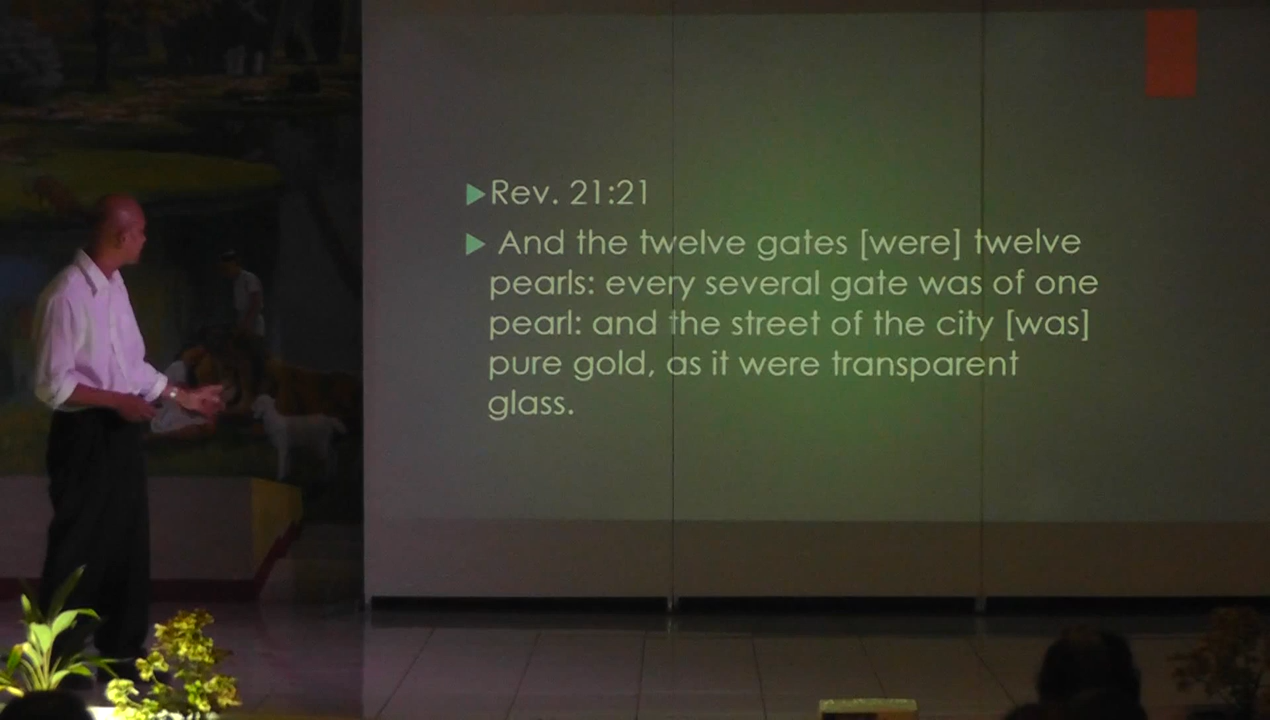 Rev. 21:21
And the twelve gates [were] twelve
pearls: every several gate was of one
pearl: and the street of the city [was]
pure gold, as it were transparent
glass.